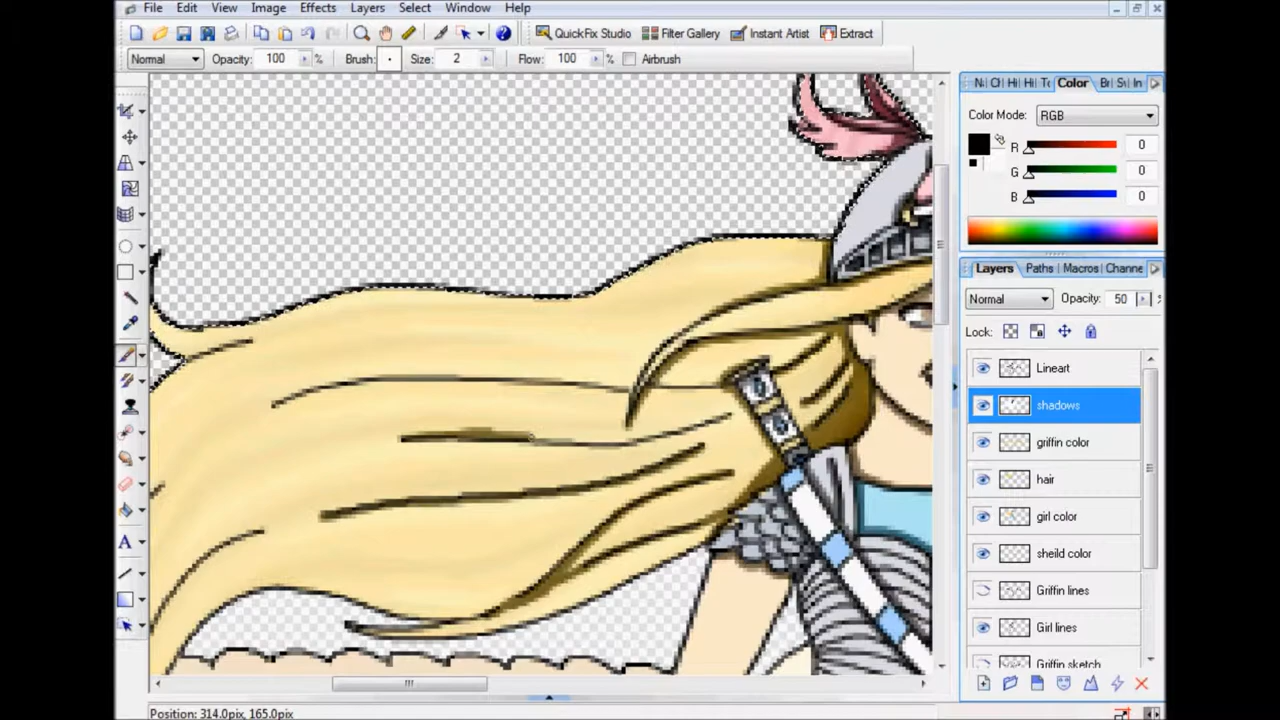 File Edit View Image Effects Layers Select Window Help
QuickFix Studio Filter Gallery Instant Artist Extract
Normal Opacity: 100 % Brush: Size: 2 Flow: 100 % Airbrush
Color
Color Mode: RGB
R 0
G 0
B 0
Layers Paths Macros Channe
Normal Opacity: 50 %
Lock:
Lineart
shadows
griffin color
hair
girl color
sheild color
Griffin lines
Girl lines
Griffin sketch
Position: 314.0pix, 165.0pix